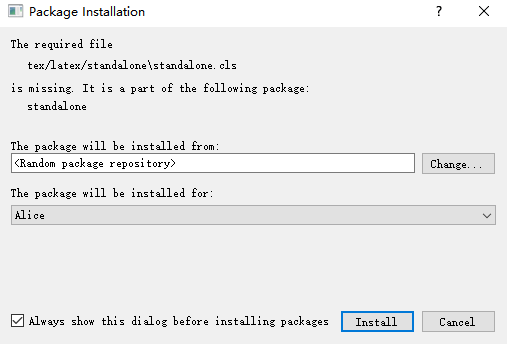 Package Installation
The required file
tex/latex/standalone\standalone.cls
is missing. It is a part of the following package:
standalone
The package will be installed from:
<Random package repository>
Change...
The package will be installed for:
Alice
Always show this dialog before installing packages
Install
Cancel